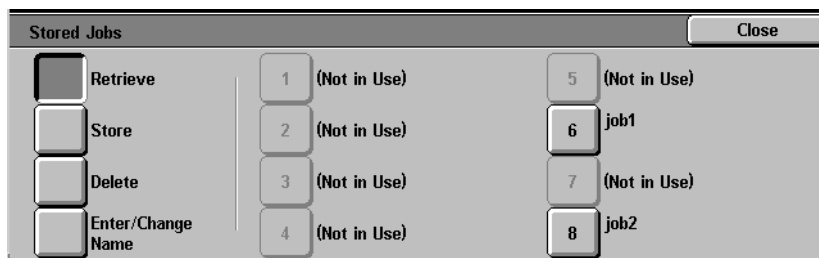 Stored Jobs
Close
Retrieve
Store
Delete
Enter/Change
Name
1 (Not in Use)
2 (Not in Use)
3 (Not in Use)
4 (Not in Use)
5 (Not in Use)
6 job1
7 (Not in Use)
8 job2